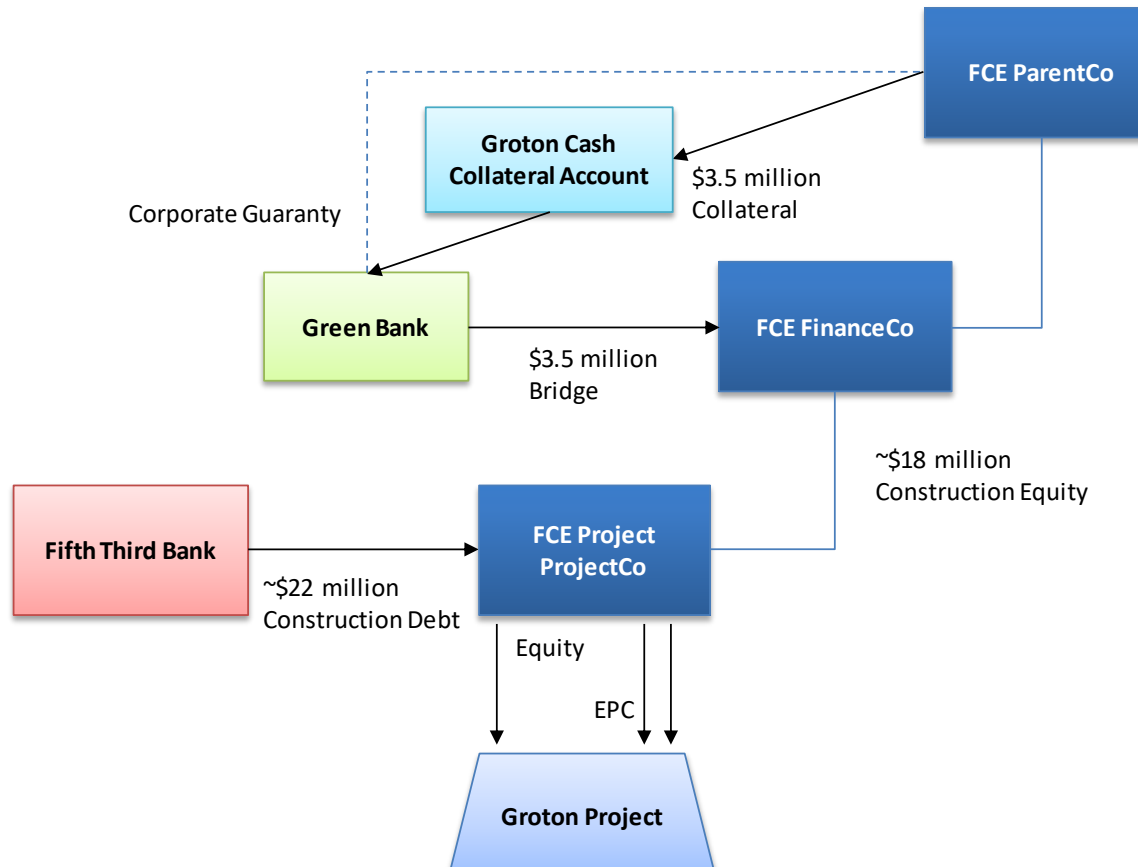 FCE ParentCo
Groton Cash
Collateral Account
$3.5 million
Collateral
Corporate Guaranty
Green Bank
FCE FinanceCo
$3.5 million
Bridge
~$18 million
Construction Equity
Fifth Third Bank
FCE Project
ProjectCo
~$22 million
Construction Debt
Equity
EPC
Groton Project